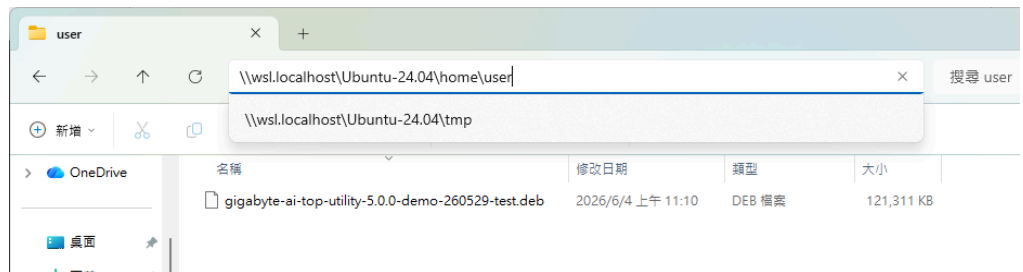 user
\\wsl.localhost\Ubuntu-24.04\home\user
搜尋 user
\\wsl.localhost\Ubuntu-24.04\tmp
新增
OneDrive
名稱 修改日期 類型 大小
gigabyte-ai-top-utility-5.0.0-demo-260529-test.deb 2026/6/4 上午 11:10 DEB 檔案 121,311 KB
桌面